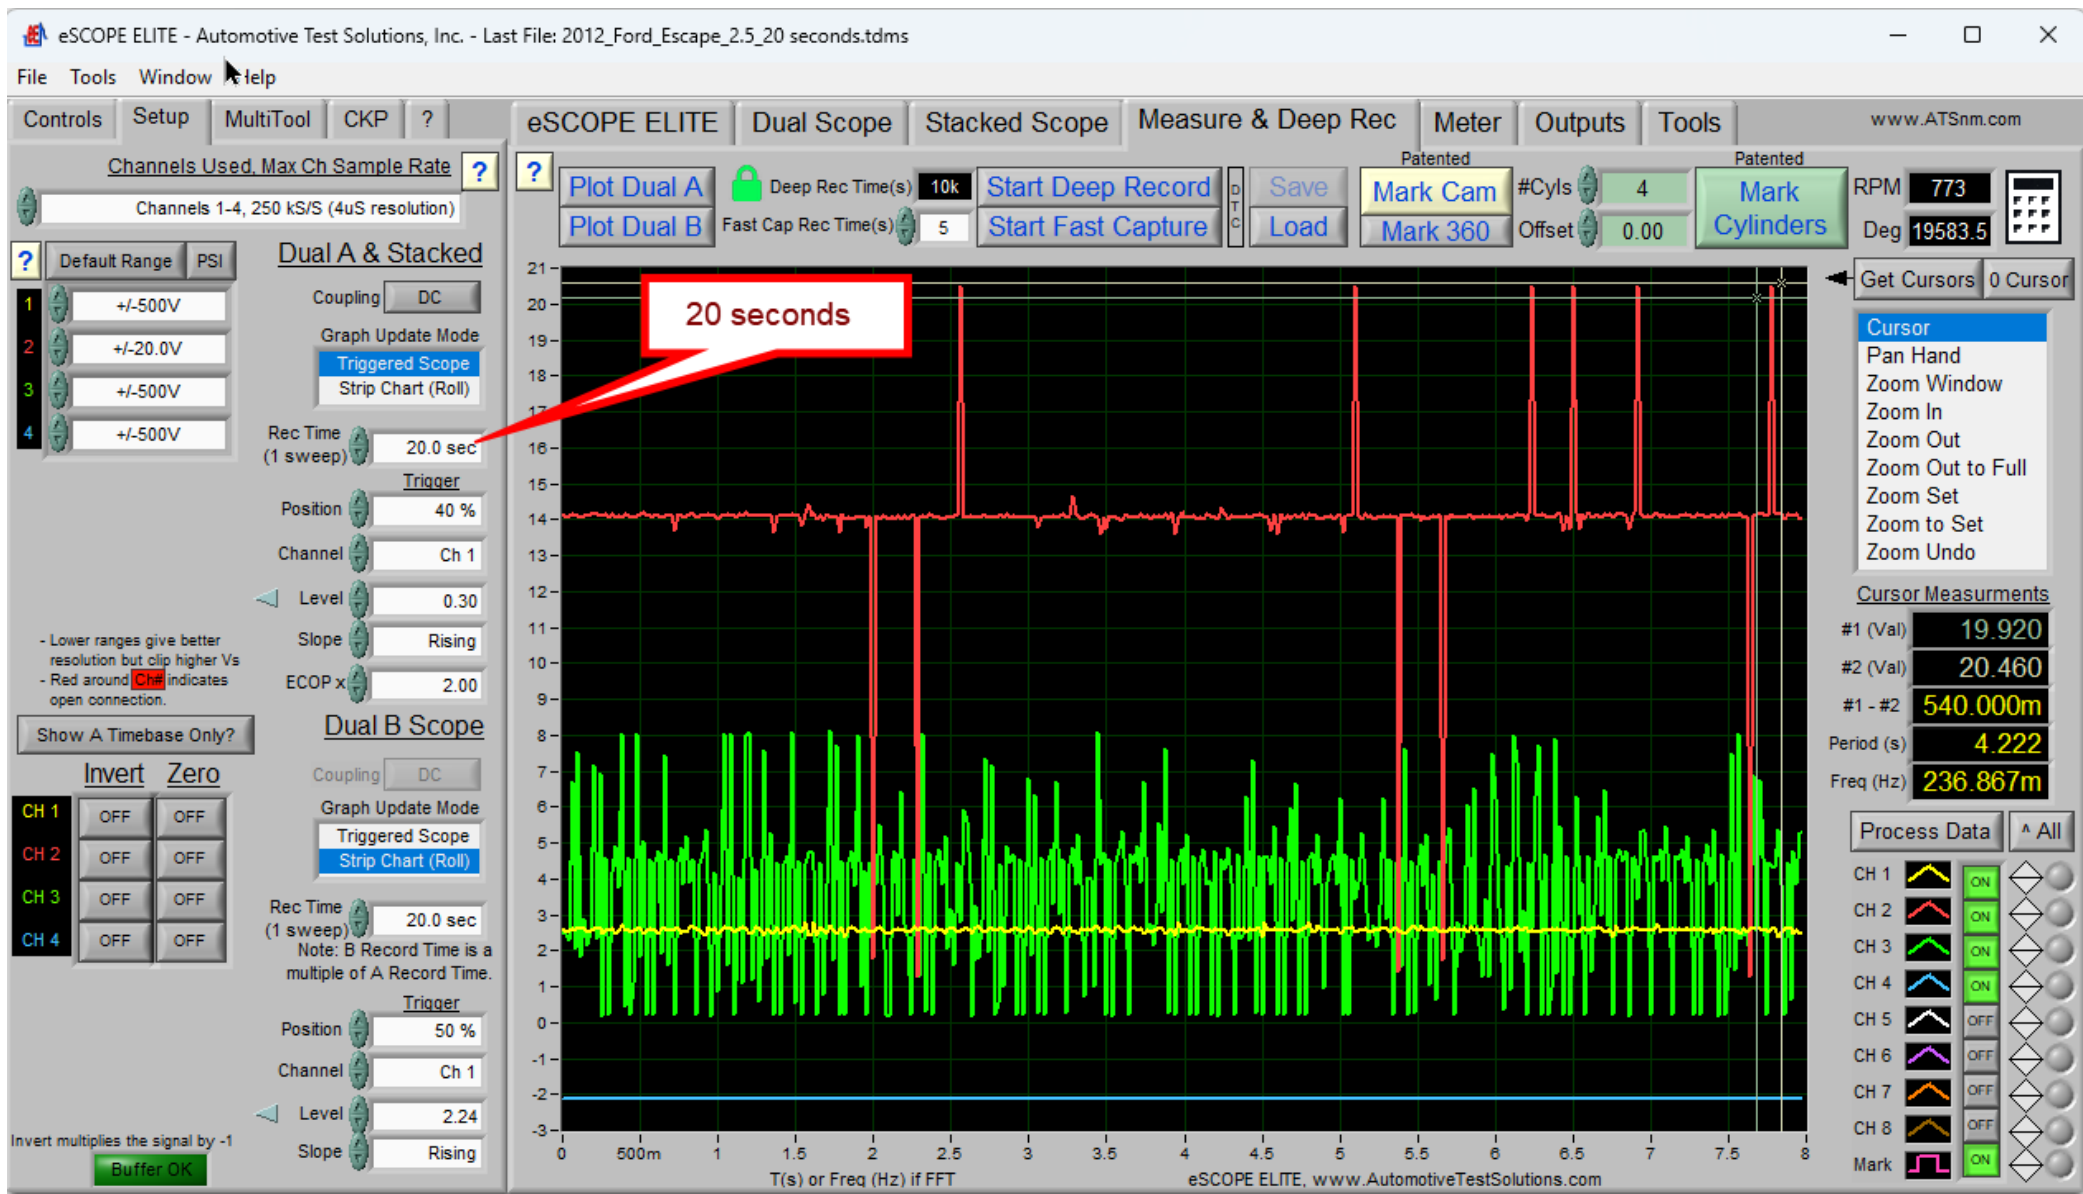 eSCOPE ELITE - Automotive Test Solutions, Inc. - Last File: 2012_Ford_Escape_2.5_20 seconds.tdms
File Tools Window Help
Controls Setup MultiTool CKP ?
eSCOPE ELITE Dual Scope Stacked Scope Measure & Deep Rec Meter Outputs Tools
www.ATSnm.com
Channels Used, Max Ch Sample Rate ?
Channels 1-4, 250 kS/S (4uS resolution)
? Default Range PSI
1 +/-500V
2 +/-20.0V
3 +/-500V
4 +/-500V
Dual A & Stacked
Coupling DC
Graph Update Mode
Triggered Scope
Strip Chart (Roll)
Rec Time
(1 sweep) 20.0 sec
Trigger
Position 40 %
Channel Ch 1
Level 0.30
Slope Rising
ECOP x 2.00
- Lower ranges give better
resolution but clip higher Vs
- Red around Ch# indicates
open connection.
Show A Timebase Only?
Invert Zero
CH 1 OFF OFF
CH 2 OFF OFF
CH 3 OFF OFF
CH 4 OFF OFF
Dual B Scope
Coupling DC
Graph Update Mode
Triggered Scope
Strip Chart (Roll)
Rec Time
(1 sweep) 20.0 sec
Note: B Record Time is a
multiple of A Record Time.
Trigger
Position 50 %
Channel Ch 1
Level 2.24
Slope Rising
Invert multiplies the signal by -1
Buffer OK
?
Plot Dual A
Plot Dual B
Deep Rec Time(s) 10k
Fast Cap Rec Time(s) 5
Start Deep Record
Start Fast Capture
D
T
C
Save
Load
Patented
Mark Cam
Mark 360
#Cyls 4
Offset 0.00
Patented
Mark
Cylinders
RPM 773
Deg 19583.5
20 seconds
21
20
19
18
17
16
15
14
13
12
11
10
9
8
7
6
5
4
3
2
1
0
-1
-2
-3
0 500m 1 1.5 2 2.5 3 3.5 4 4.5 5 5.5 6 6.5 7 7.5 8
T(s) or Freq (Hz) if FFT
eSCOPE ELITE, www.AutomotiveTestSolutions.com
Get Cursors 0 Cursor
Cursor
Pan Hand
Zoom Window
Zoom In
Zoom Out
Zoom Out to Full
Zoom Set
Zoom to Set
Zoom Undo
Cursor Measurments
#1 (Val) 19.920
#2 (Val) 20.460
#1 - #2 540.000m
Period (s) 4.222
Freq (Hz) 236.867m
Process Data ^ All
CH 1 ON
CH 2 ON
CH 3 ON
CH 4 ON
CH 5 OFF
CH 6 OFF
CH 7 OFF
CH 8 OFF
Mark ON